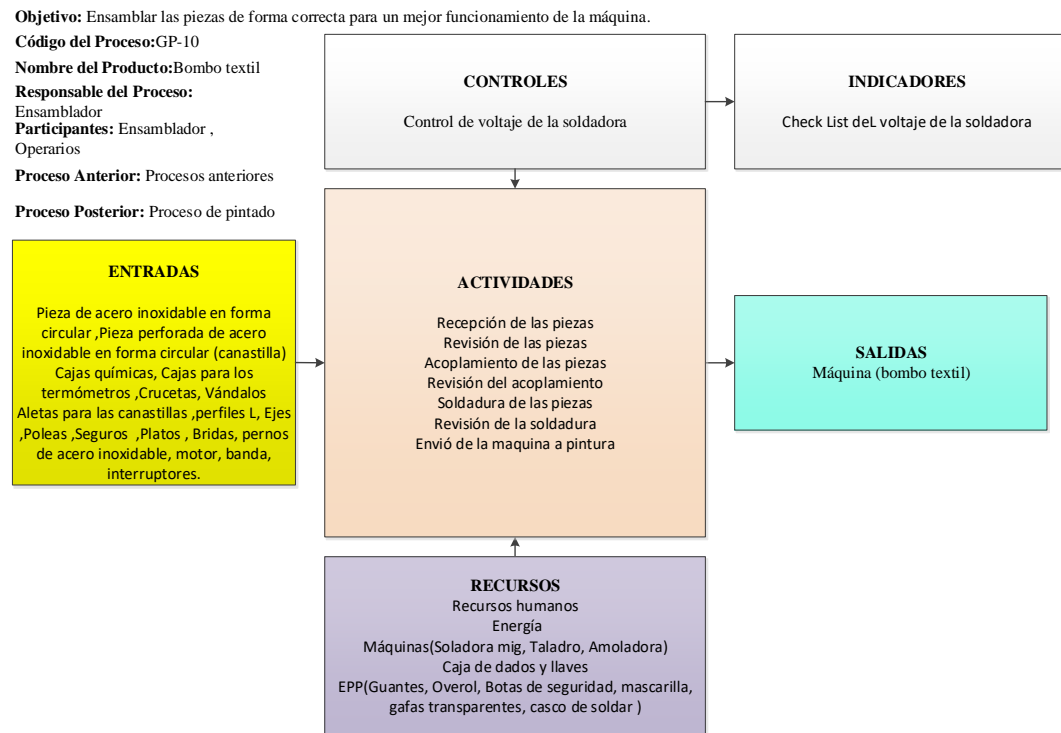 Objetivo: Ensamblar las piezas de forma correcta para un mejor funcionamiento de la máquina.
Código del Proceso:GP-10
Nombre del Producto:Bombo textil
Responsable del Proceso:
Ensamblador
Participantes: Ensamblador ,
Operarios
Proceso Anterior: Procesos anteriores
Proceso Posterior: Proceso de pintado
CONTROLES
Control de voltaje de la soldadora
INDICADORES
Check List deL voltaje de la soldadora
ENTRADAS
Pieza de acero inoxidable en forma
circular ,Pieza perforada de acero
inoxidable en forma circular (canastilla)
Cajas químicas, Cajas para los
termómetros ,Crucetas, Vándalos
Aletas para las canastillas ,perfiles L, Ejes
,Poleas ,Seguros ,Platos , Bridas, pernos
de acero inoxidable, motor, banda,
interruptores.
ACTIVIDADES
Recepción de las piezas
Revisión de las piezas
Acoplamiento de las piezas
Revisión del acoplamiento
Soldadura de las piezas
Revisión de la soldadura
Envió de la maquina a pintura
SALIDAS
Máquina (bombo textil)
RECURSOS
Recursos humanos
Energía
Máquinas(Soladora mig, Taladro, Amoladora)
Caja de dados y llaves
EPP(Guantes, Overol, Botas de seguridad, mascarilla,
gafas transparentes, casco de soldar )